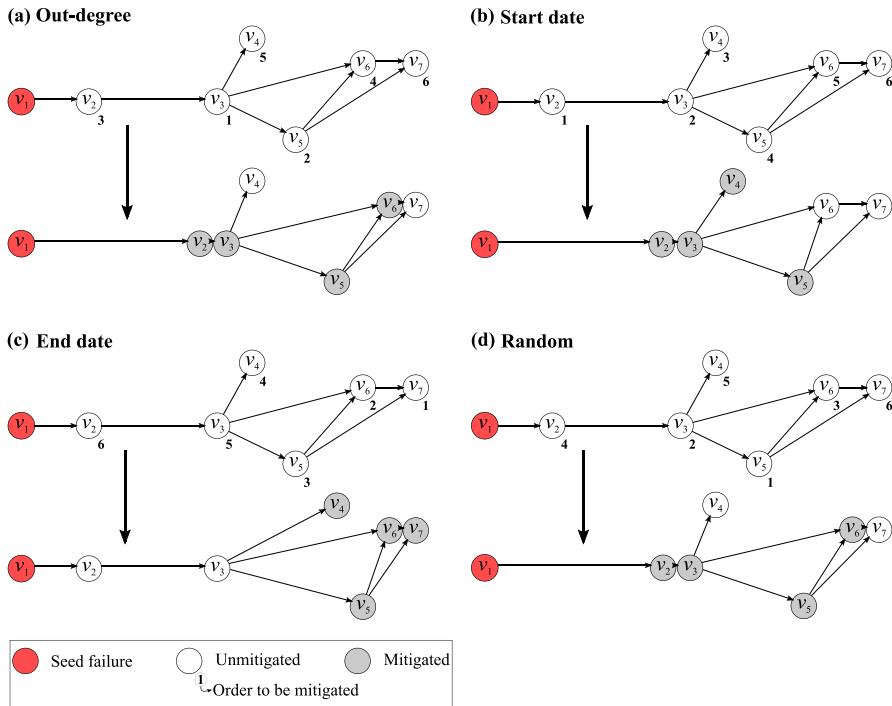 (a) Out-degree
v4
5
v6
4
v7
6
v1
v2
3
v3
1
v5
2
v4
v6
v7
v1
v2
v3
v5
(b) Start date
v4
3
v6
5
v7
6
v1
v2
1
v3
2
v5
4
v4
v6
v7
v1
v2
v3
v5
(c) End date
v4
4
v6
2
v7
1
v1
v2
6
v3
5
v5
3
v4
v6
v7
v1
v2
v3
v5
(d) Random
v4
5
v6
3
v7
6
v1
v2
4
v3
2
v5
1
v4
v6
v7
v1
v2
v3
v5
Seed failure
Unmitigated
Mitigated
1
Order to be mitigated